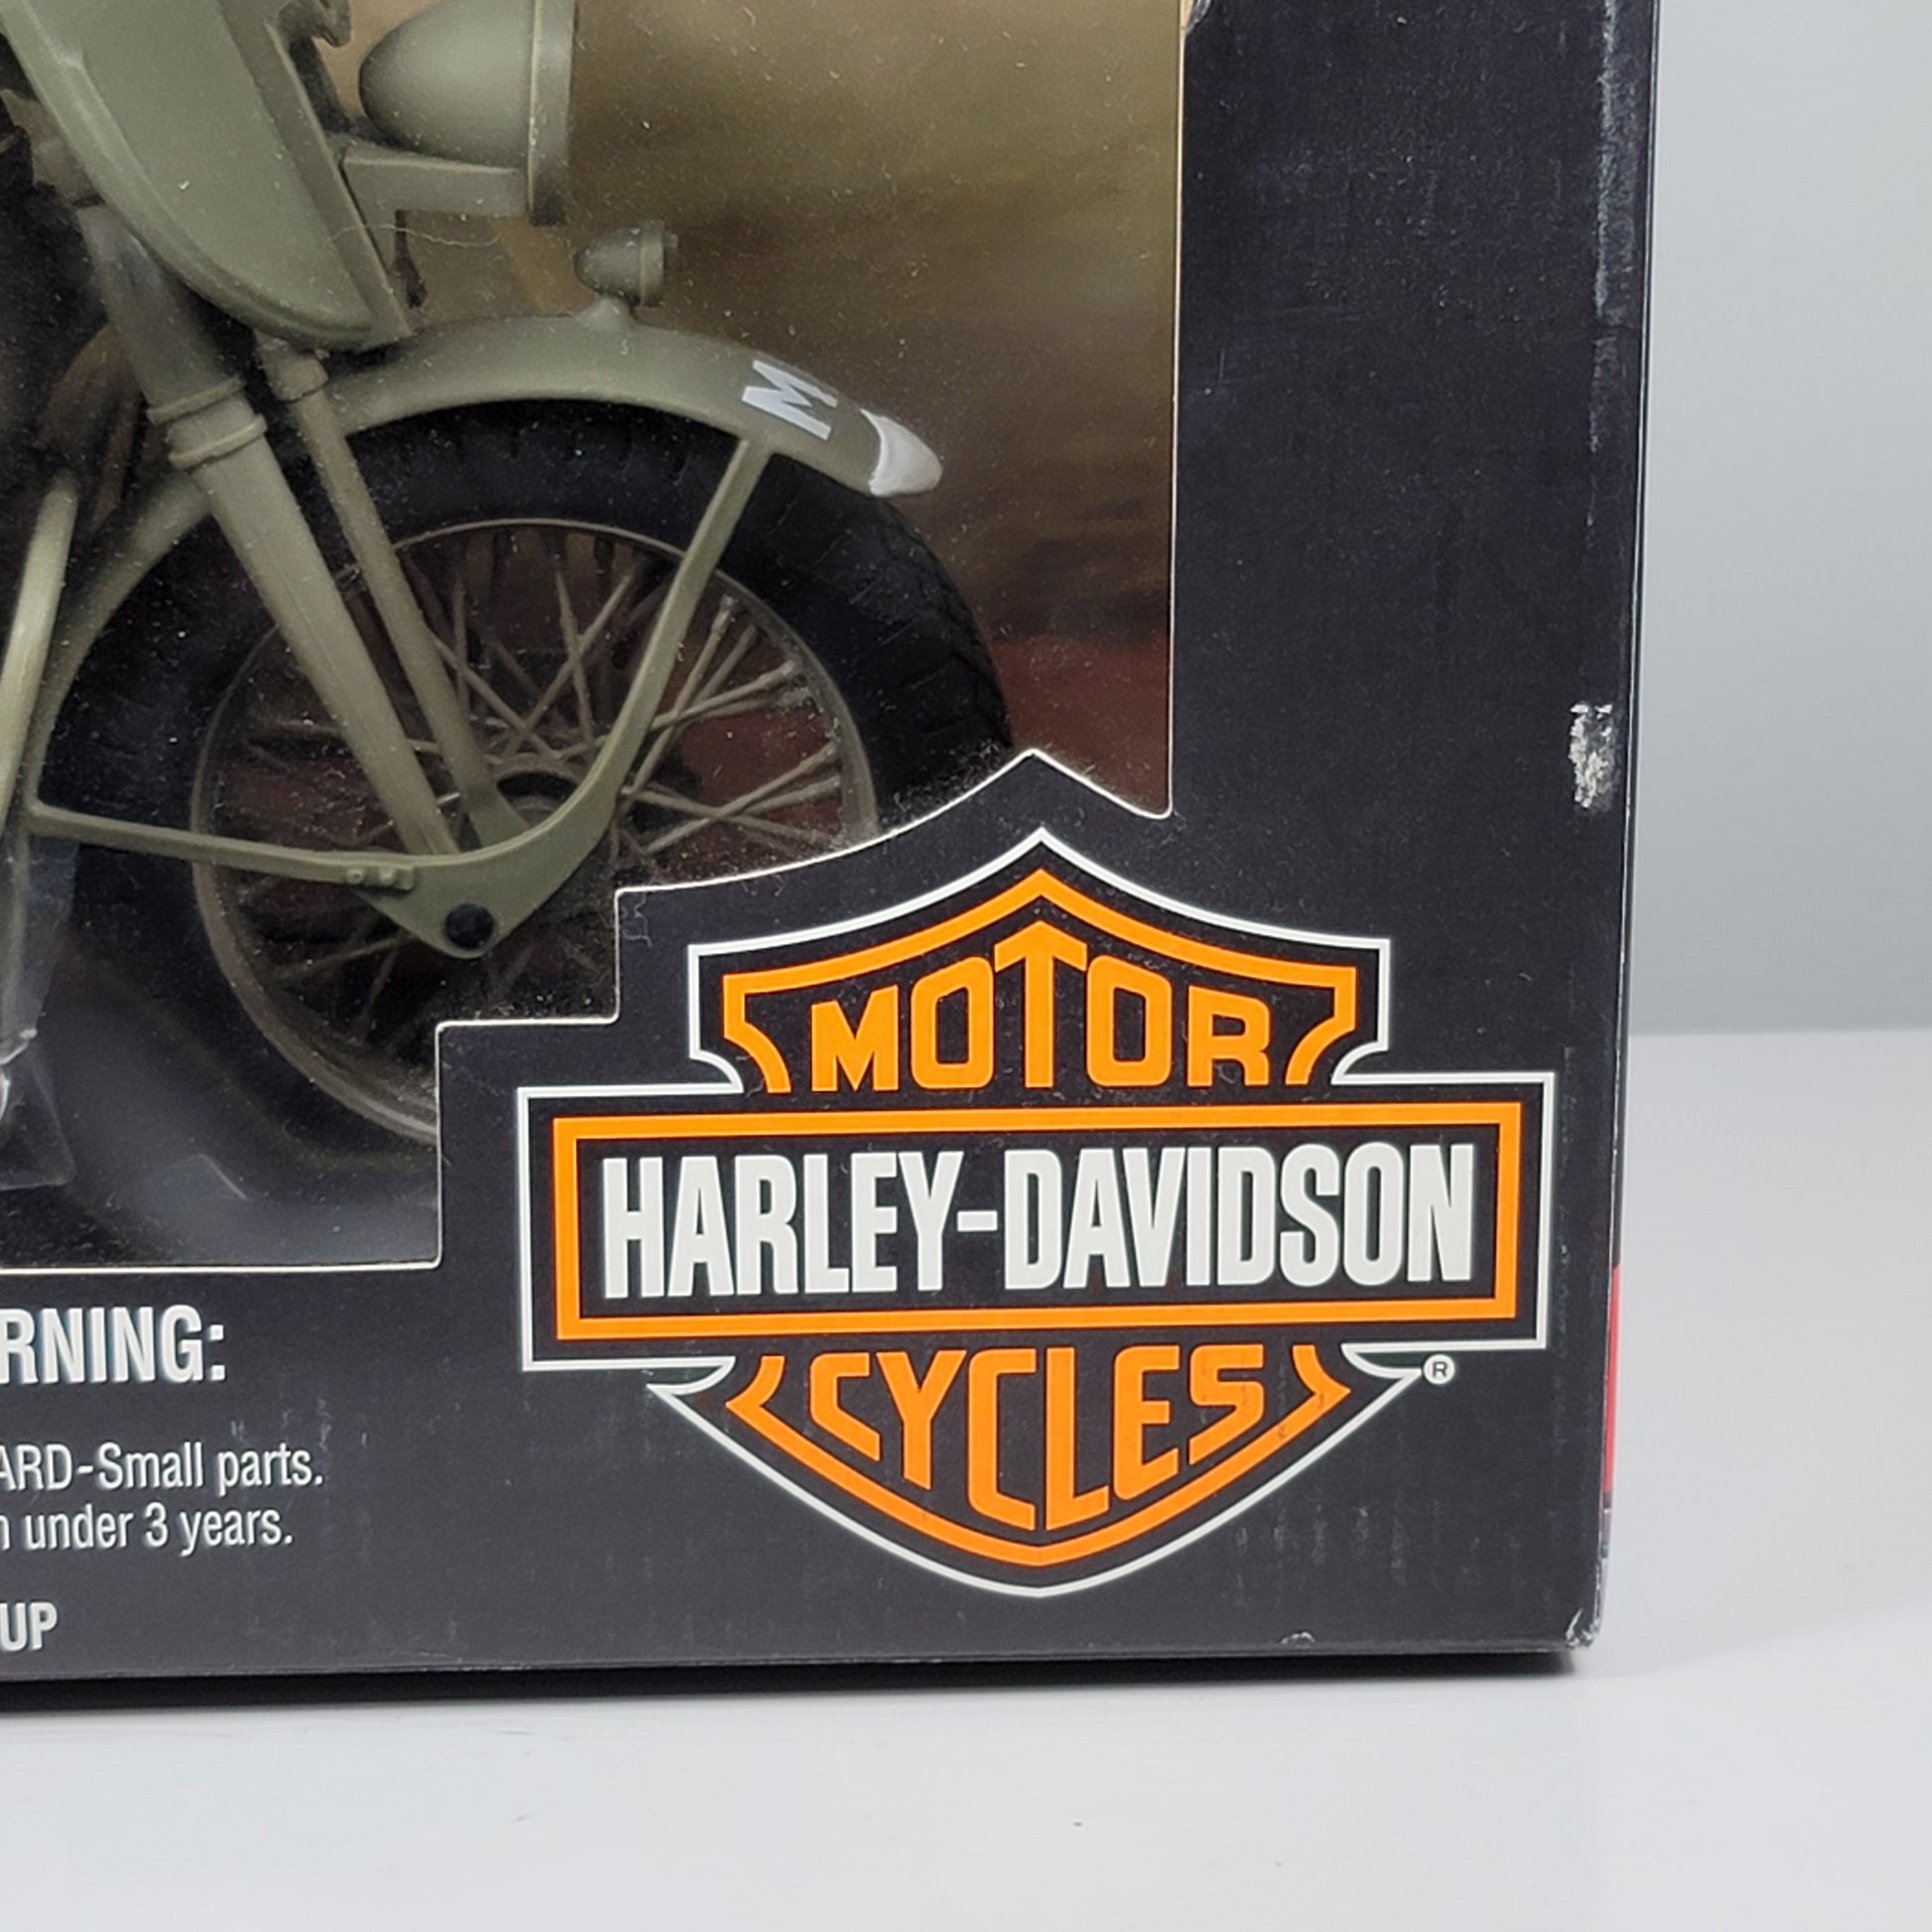 M
MOTOR
HARLEY-DAVIDSON
CYCLES
®
RNING:
ARD-Small parts.
under 3 years.
UP